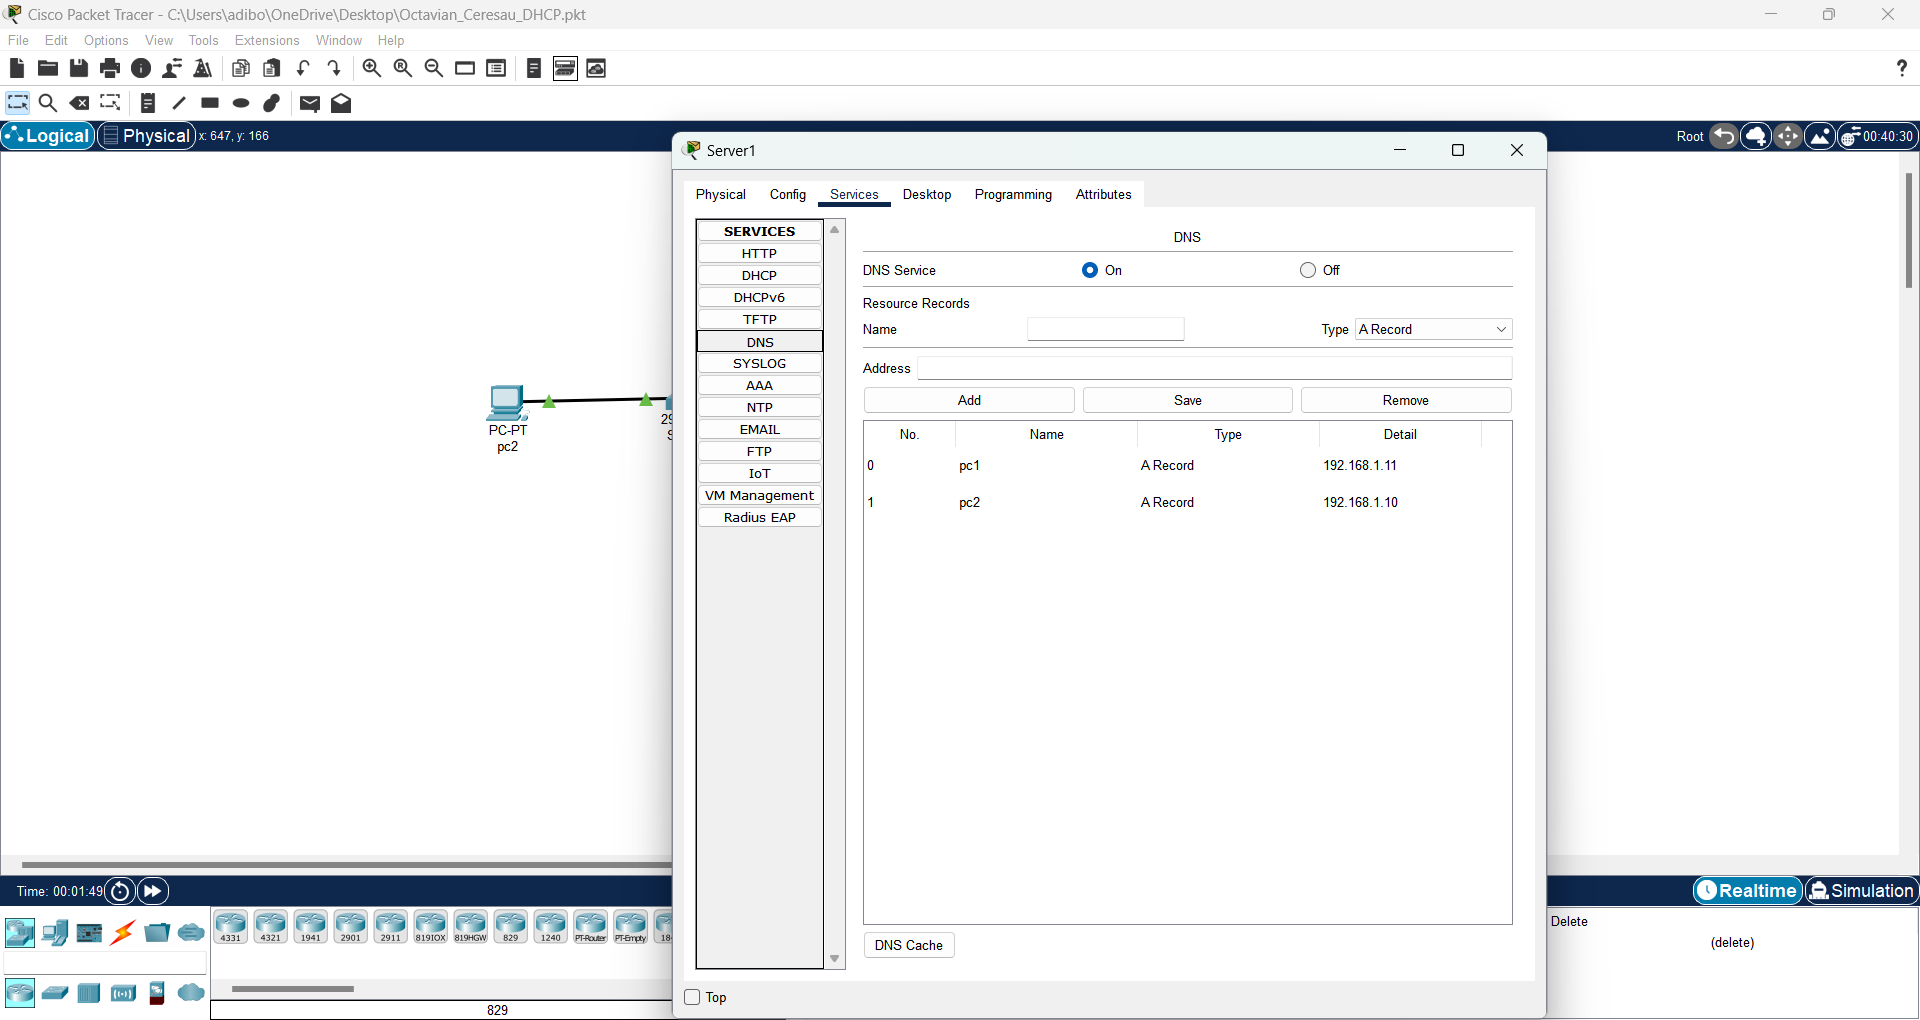 Cisco Packet Tracer - C:\Users\adibo\OneDrive\Desktop\Octavian_Ceresau_DHCP.pkt
File Edit Options View Tools Extensions Window Help
Logical Physical x: 647, y: 166 Root 00:40:30
Server1
Physical Config Services Desktop Programming Attributes
SERVICES
HTTP
DHCP
DHCPv6
TFTP
DNS
SYSLOG
AAA
NTP
EMAIL
FTP
IoT
VM Management
Radius EAP
DNS
DNS Service On Off
Resource Records
Name Type A Record
Address
Add Save Remove
No. Name Type Detail
0 pc1 A Record 192.168.1.11
1 pc2 A Record 192.168.1.10
DNS Cache
Top
PC-PT
pc2
29
S
Time: 00:01:49 Realtime Simulation
4331 4321 1941 2901 2911 819IOX 819HGW 829 1240 PT-Router PT-Empty 18
829
Delete
(delete)